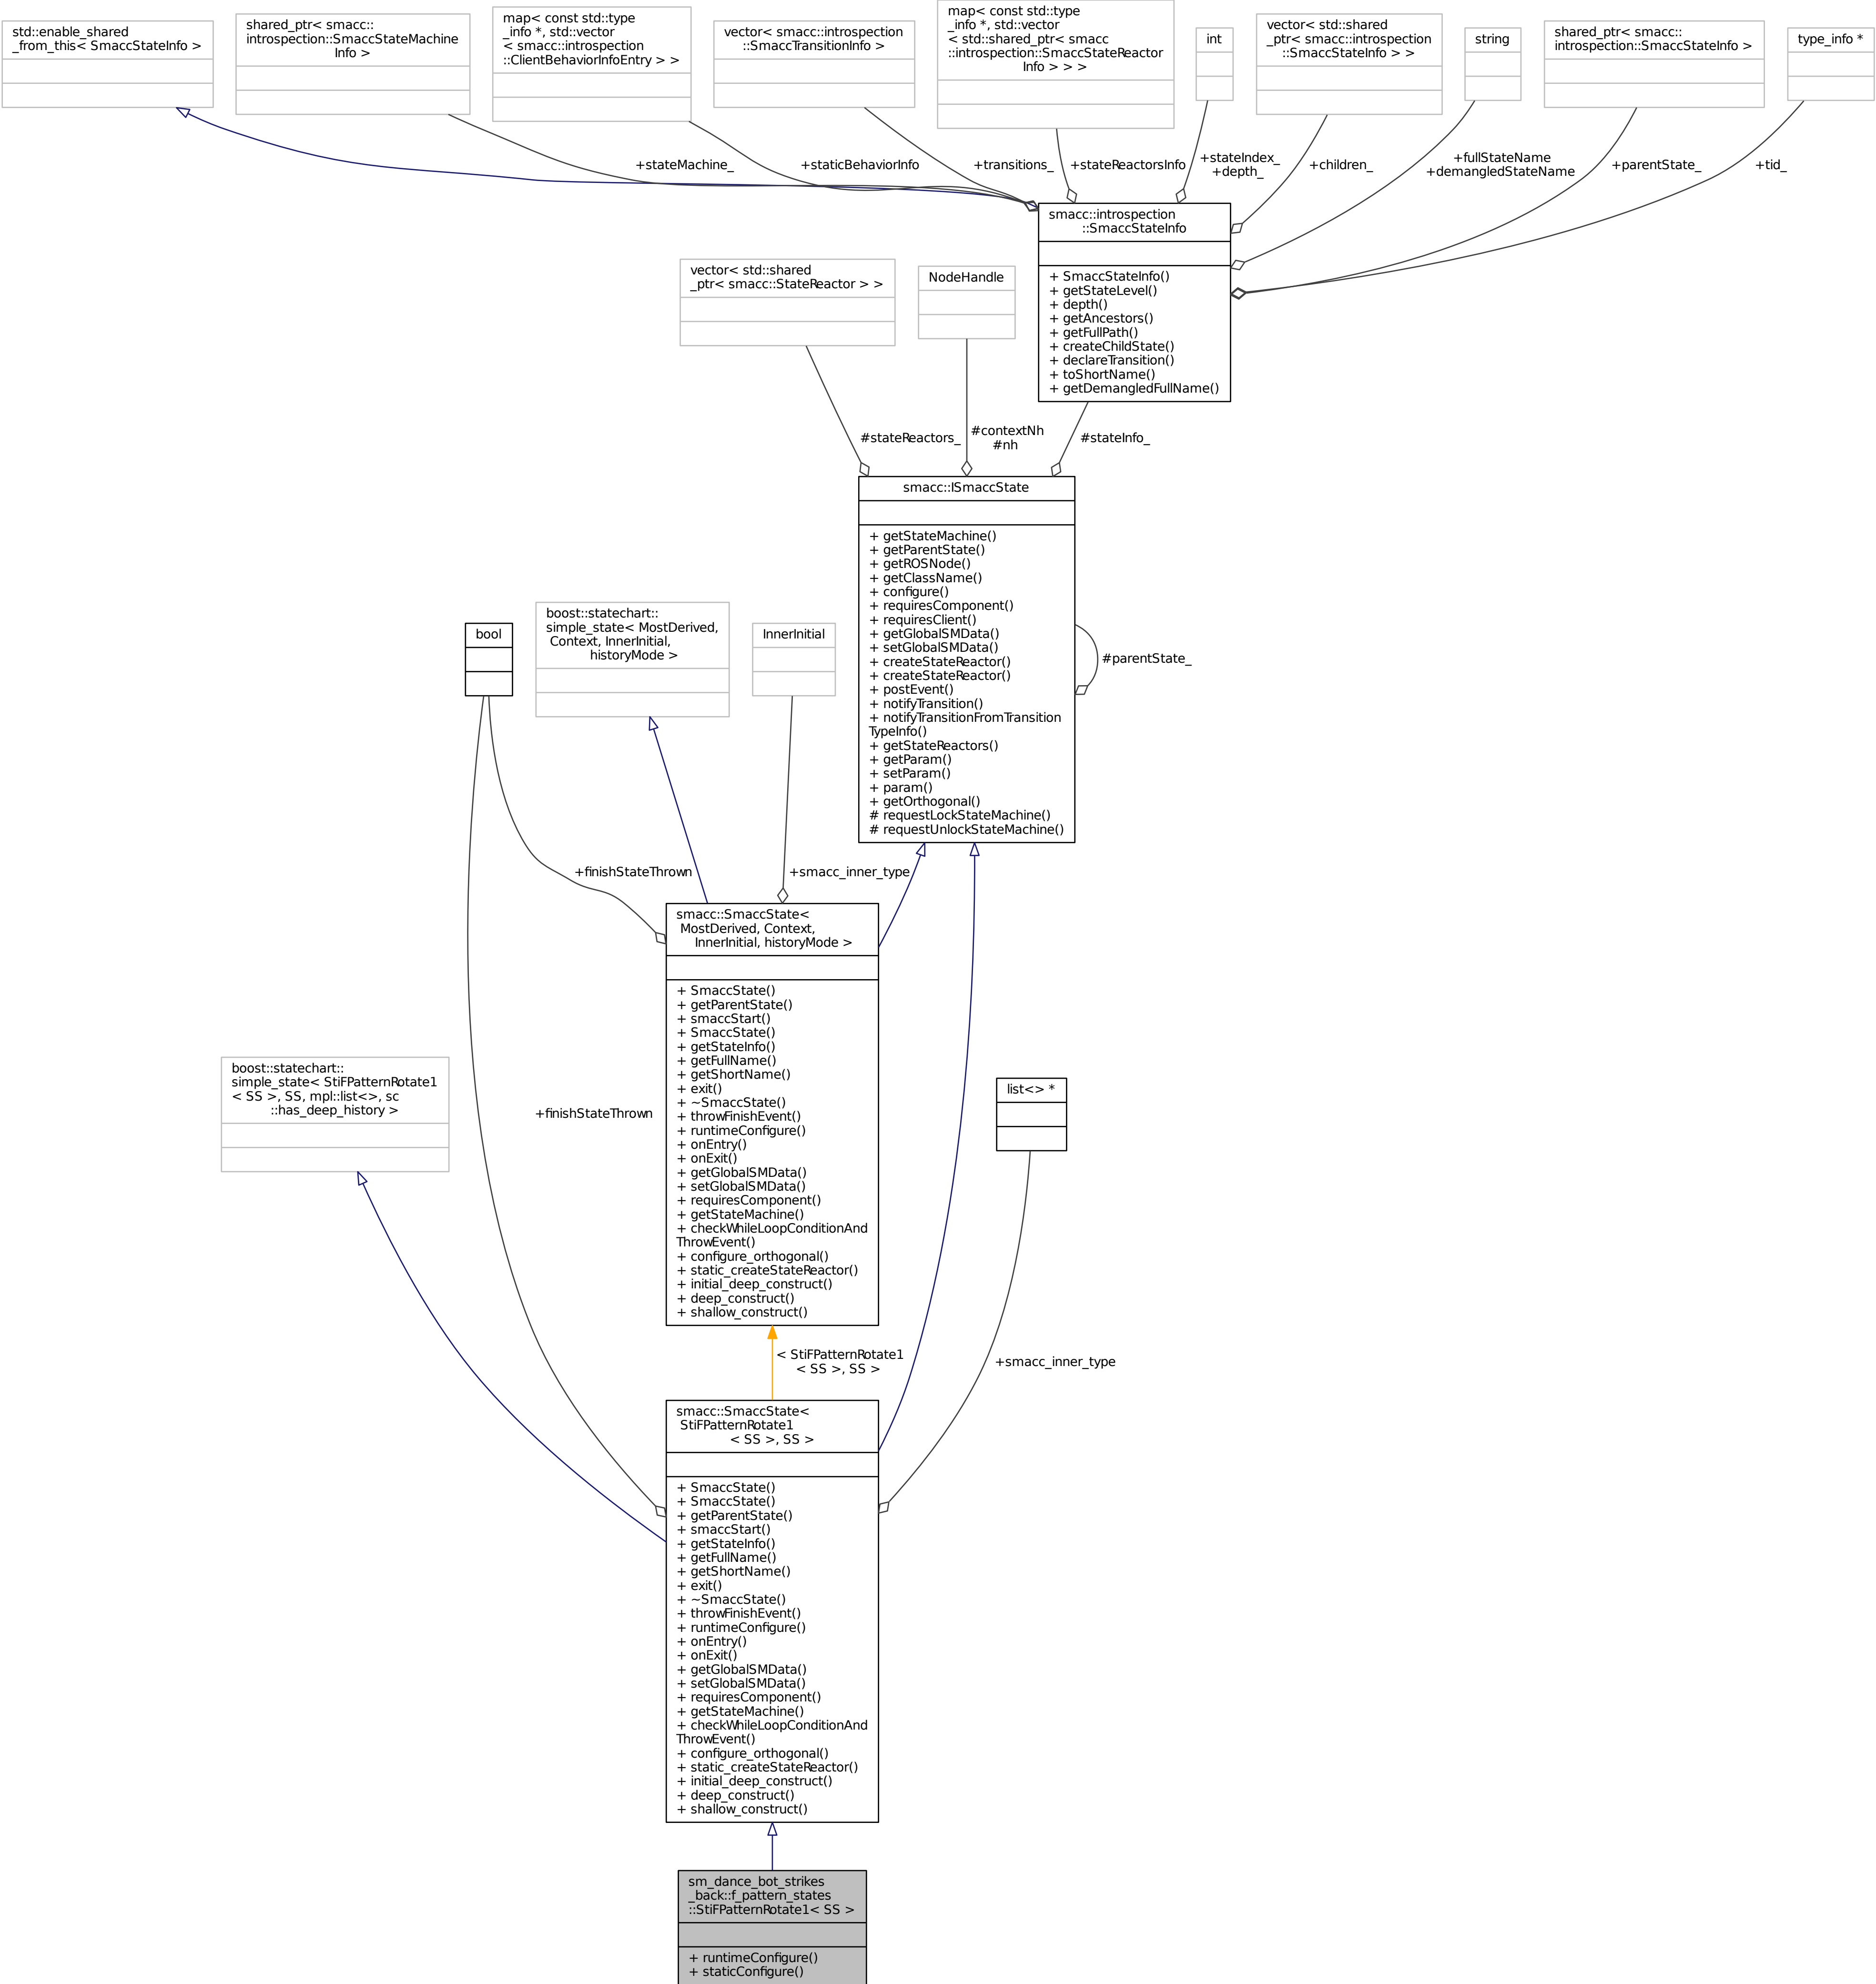 std::enable_shared
_from_this< SmaccStateInfo >
shared_ptr< smacc::
introspection::SmaccStateMachine
Info >
map< const std::type
_info *, std::vector
< smacc::introspection
::ClientBehaviorInfoEntry > >
vector< smacc::introspection
::SmaccTransitionInfo >
map< const std::type
_info *, std::vector
< std::shared_ptr< smacc
::introspection::SmaccStateReactor
Info > > >
int
vector< std::shared
_ptr< smacc::introspection
::SmaccStateInfo > >
string
shared_ptr< smacc::
introspection::SmaccStateInfo >
type_info *
+stateMachine_
+staticBehaviorInfo
+transitions_
+stateReactorsInfo
+stateIndex_
+depth_
+children_
+fullStateName
+demangledStateName
+parentState_
+tid_
smacc::introspection
::SmaccStateInfo
+ SmaccStateInfo()
+ getStateLevel()
+ depth()
+ getAncestors()
+ getFullPath()
+ createChildState()
+ declareTransition()
+ toShortName()
+ getDemangledFullName()
vector< std::shared
_ptr< smacc::StateReactor > >
NodeHandle
#stateReactors_
#contextNh
#nh
#stateInfo_
smacc::ISmaccState
+ getStateMachine()
+ getParentState()
+ getROSNode()
+ getClassName()
+ configure()
+ requiresComponent()
+ requiresClient()
+ getGlobalSMData()
+ setGlobalSMData()
+ createStateReactor()
+ createStateReactor()
+ postEvent()
+ notifyTransition()
+ notifyTransitionFromTransition
TypeInfo()
+ getStateReactors()
+ getParam()
+ setParam()
+ param()
+ getOrthogonal()
# requestLockStateMachine()
# requestUnlockStateMachine()
#parentState_
bool
boost::statechart::
simple_state< MostDerived,
Context, InnerInitial,
historyMode >
InnerInitial
+finishStateThrown
+smacc_inner_type
smacc::SmaccState<
MostDerived, Context,
InnerInitial, historyMode >
+ SmaccState()
+ getParentState()
+ smaccStart()
+ SmaccState()
+ getStateInfo()
+ getFullName()
+ getShortName()
+ exit()
+ ~SmaccState()
+ throwFinishEvent()
+ runtimeConfigure()
+ onEntry()
+ onExit()
+ getGlobalSMData()
+ setGlobalSMData()
+ requiresComponent()
+ getStateMachine()
+ checkWhileLoopConditionAnd
ThrowEvent()
+ configure_orthogonal()
+ static_createStateReactor()
+ initial_deep_construct()
+ deep_construct()
+ shallow_construct()
boost::statechart::
simple_state< StiFPatternRotate1
< SS >, SS, mpl::list<>, sc
::has_deep_history >
+finishStateThrown
list<> *
< StiFPatternRotate1
< SS >, SS >
+smacc_inner_type
smacc::SmaccState<
StiFPatternRotate1
< SS >, SS >
+ SmaccState()
+ SmaccState()
+ getParentState()
+ smaccStart()
+ getStateInfo()
+ getFullName()
+ getShortName()
+ exit()
+ ~SmaccState()
+ throwFinishEvent()
+ runtimeConfigure()
+ onEntry()
+ onExit()
+ getGlobalSMData()
+ setGlobalSMData()
+ requiresComponent()
+ getStateMachine()
+ checkWhileLoopConditionAnd
ThrowEvent()
+ configure_orthogonal()
+ static_createStateReactor()
+ initial_deep_construct()
+ deep_construct()
+ shallow_construct()
sm_dance_bot_strikes
_back::f_pattern_states
::StiFPatternRotate1< SS >
+ runtimeConfigure()
+ staticConfigure()